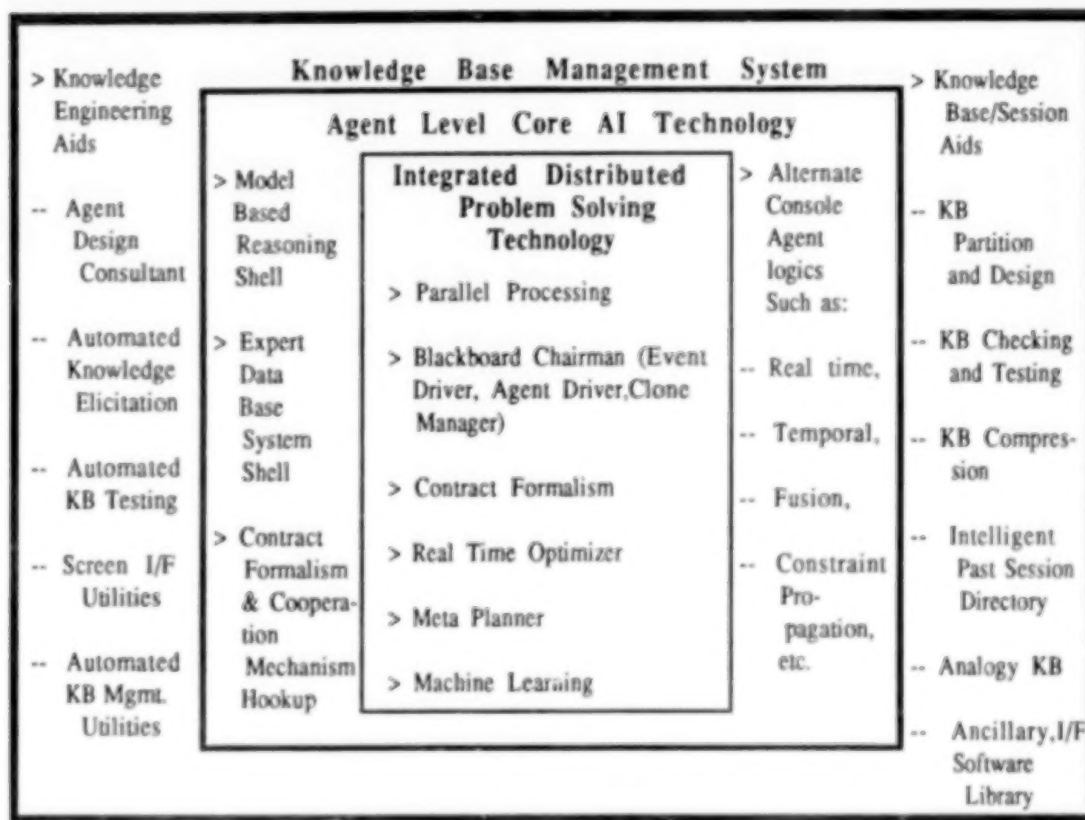 Knowledge Base Management System
> Knowledge
Engineering
Aids
-- Agent
Design
Consultant
-- Automated
Knowledge
Elicitation
-- Automated
KB Testing
-- Screen I/F
Utilities
-- Automated
KB Mgmt.
Utilities
Agent Level Core AI Technology
> Model
Based
Reasoning
Shell
> Expert
Data
Base
System
Shell
> Contract
Formalism
& Coopera-
tion
Mechanism
Hookup
Integrated Distributed
Problem Solving
Technology
> Parallel Processing
> Blackboard Chairman (Event
Driver, Agent Driver,Clone
Manager)
> Contract Formalism
> Real Time Optimizer
> Meta Planner
> Machine Learning
> Alternate
Console
Agent
logics
Such as:
-- Real time,
-- Temporal,
-- Fusion,
-- Constraint
Pro-
pagation,
etc.
> Knowledge
Base/Session
Aids
-- KB
Partition
and Design
-- KB Checking
and Testing
-- KB Compres-
sion
-- Intelligent
Past Session
Directory
-- Analogy KB
-- Ancillary,I/F
Software
Library